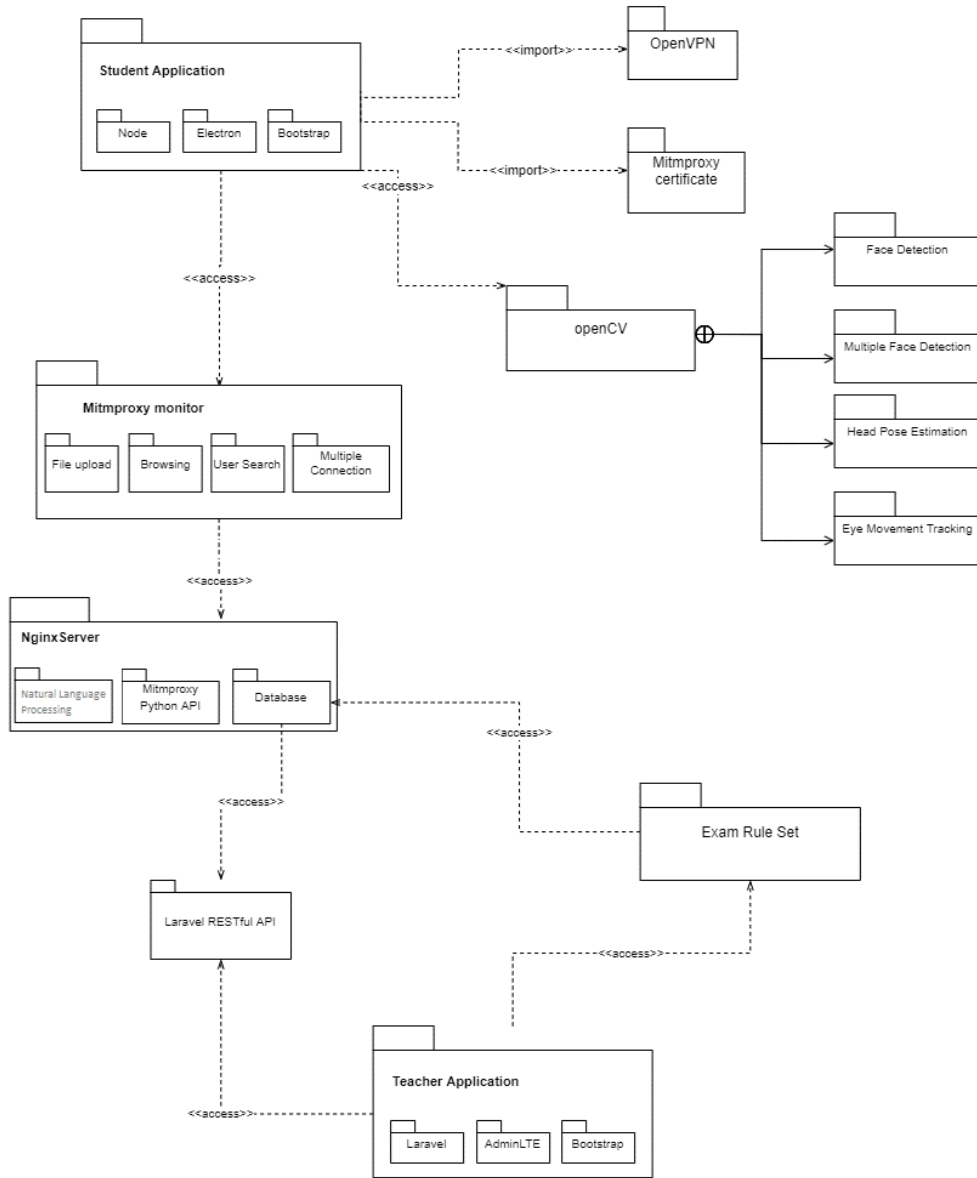 OpenVPN
<<import>>
Student Application
Node
Electron
Bootstrap
Mitmproxy
certificate
<<import>>
<<access>>
Face Detection
<<access>>
openCV
Multiple Face Detection
Mitmproxy monitor
Head Pose Estimation
File upload
Browsing
User Search
Multiple
Connection
Eye Movement Tracking
<<access>>
NginxServer
Natural Language
Processing
Mitmproxy
Python API
Database
<<access>>
<<access>>
Exam Rule Set
Laravel RESTful API
<<access>>
Teacher Application
<<access>>
Laravel
AdminLTE
Bootstrap